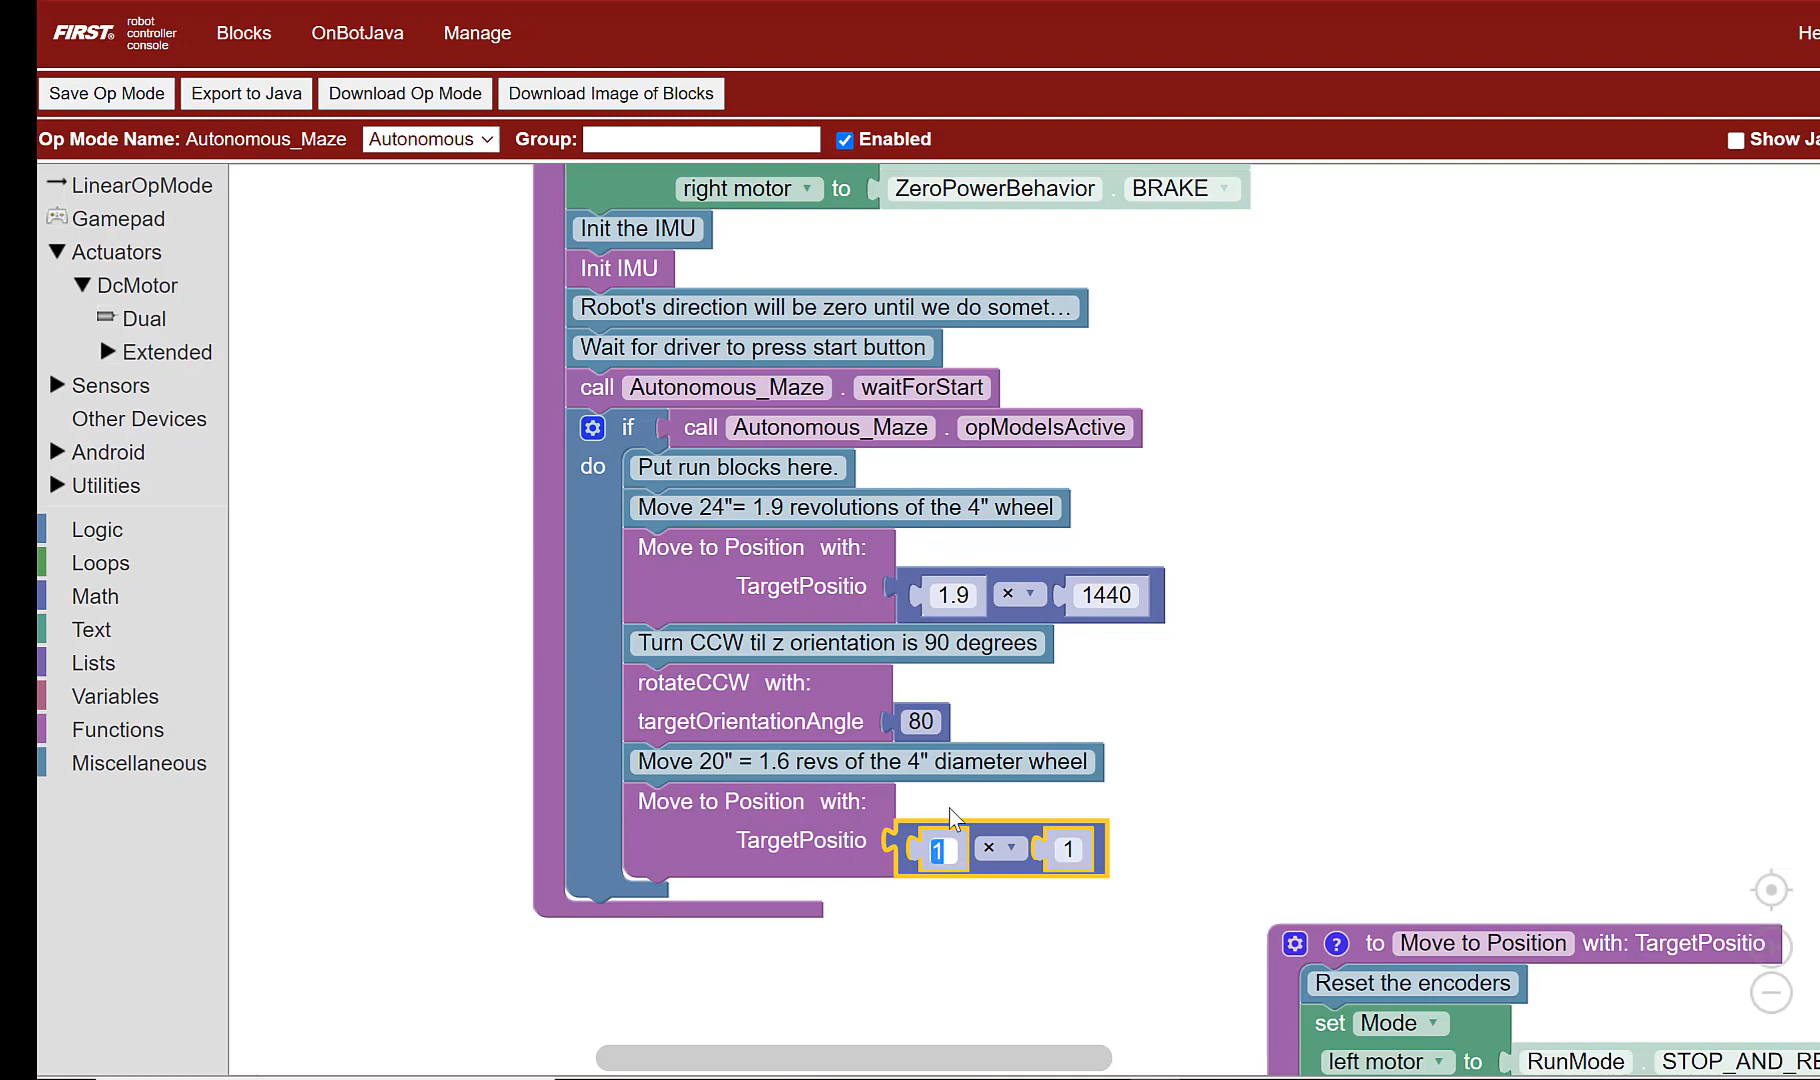 FIRST® robot controller console Blocks OnBotJava Manage He
Save Op Mode Export to Java Download Op Mode Download Image of Blocks
Op Mode Name: Autonomous_Maze Autonomous Group: Enabled Show Ja
LinearOpMode
Gamepad
Actuators
DcMotor
Dual
Extended
Sensors
Other Devices
Android
Utilities
Logic
Loops
Math
Text
Lists
Variables
Functions
Miscellaneous
right motor to ZeroPowerBehavior . BRAKE
Init the IMU
Init IMU
Robot's direction will be zero until we do somet...
Wait for driver to press start button
call Autonomous_Maze . waitForStart
if call Autonomous_Maze . opModeIsActive
do Put run blocks here.
Move 24"= 1.9 revolutions of the 4" wheel
Move to Position with:
TargetPositio 1.9 × 1440
Turn CCW til z orientation is 90 degrees
rotateCCW with:
targetOrientationAngle 80
Move 20" = 1.6 revs of the 4" diameter wheel
Move to Position with:
TargetPositio 1 × 1
? to Move to Position with: TargetPositio
Reset the encoders
set Mode
left motor to RunMode . STOP_AND_RE